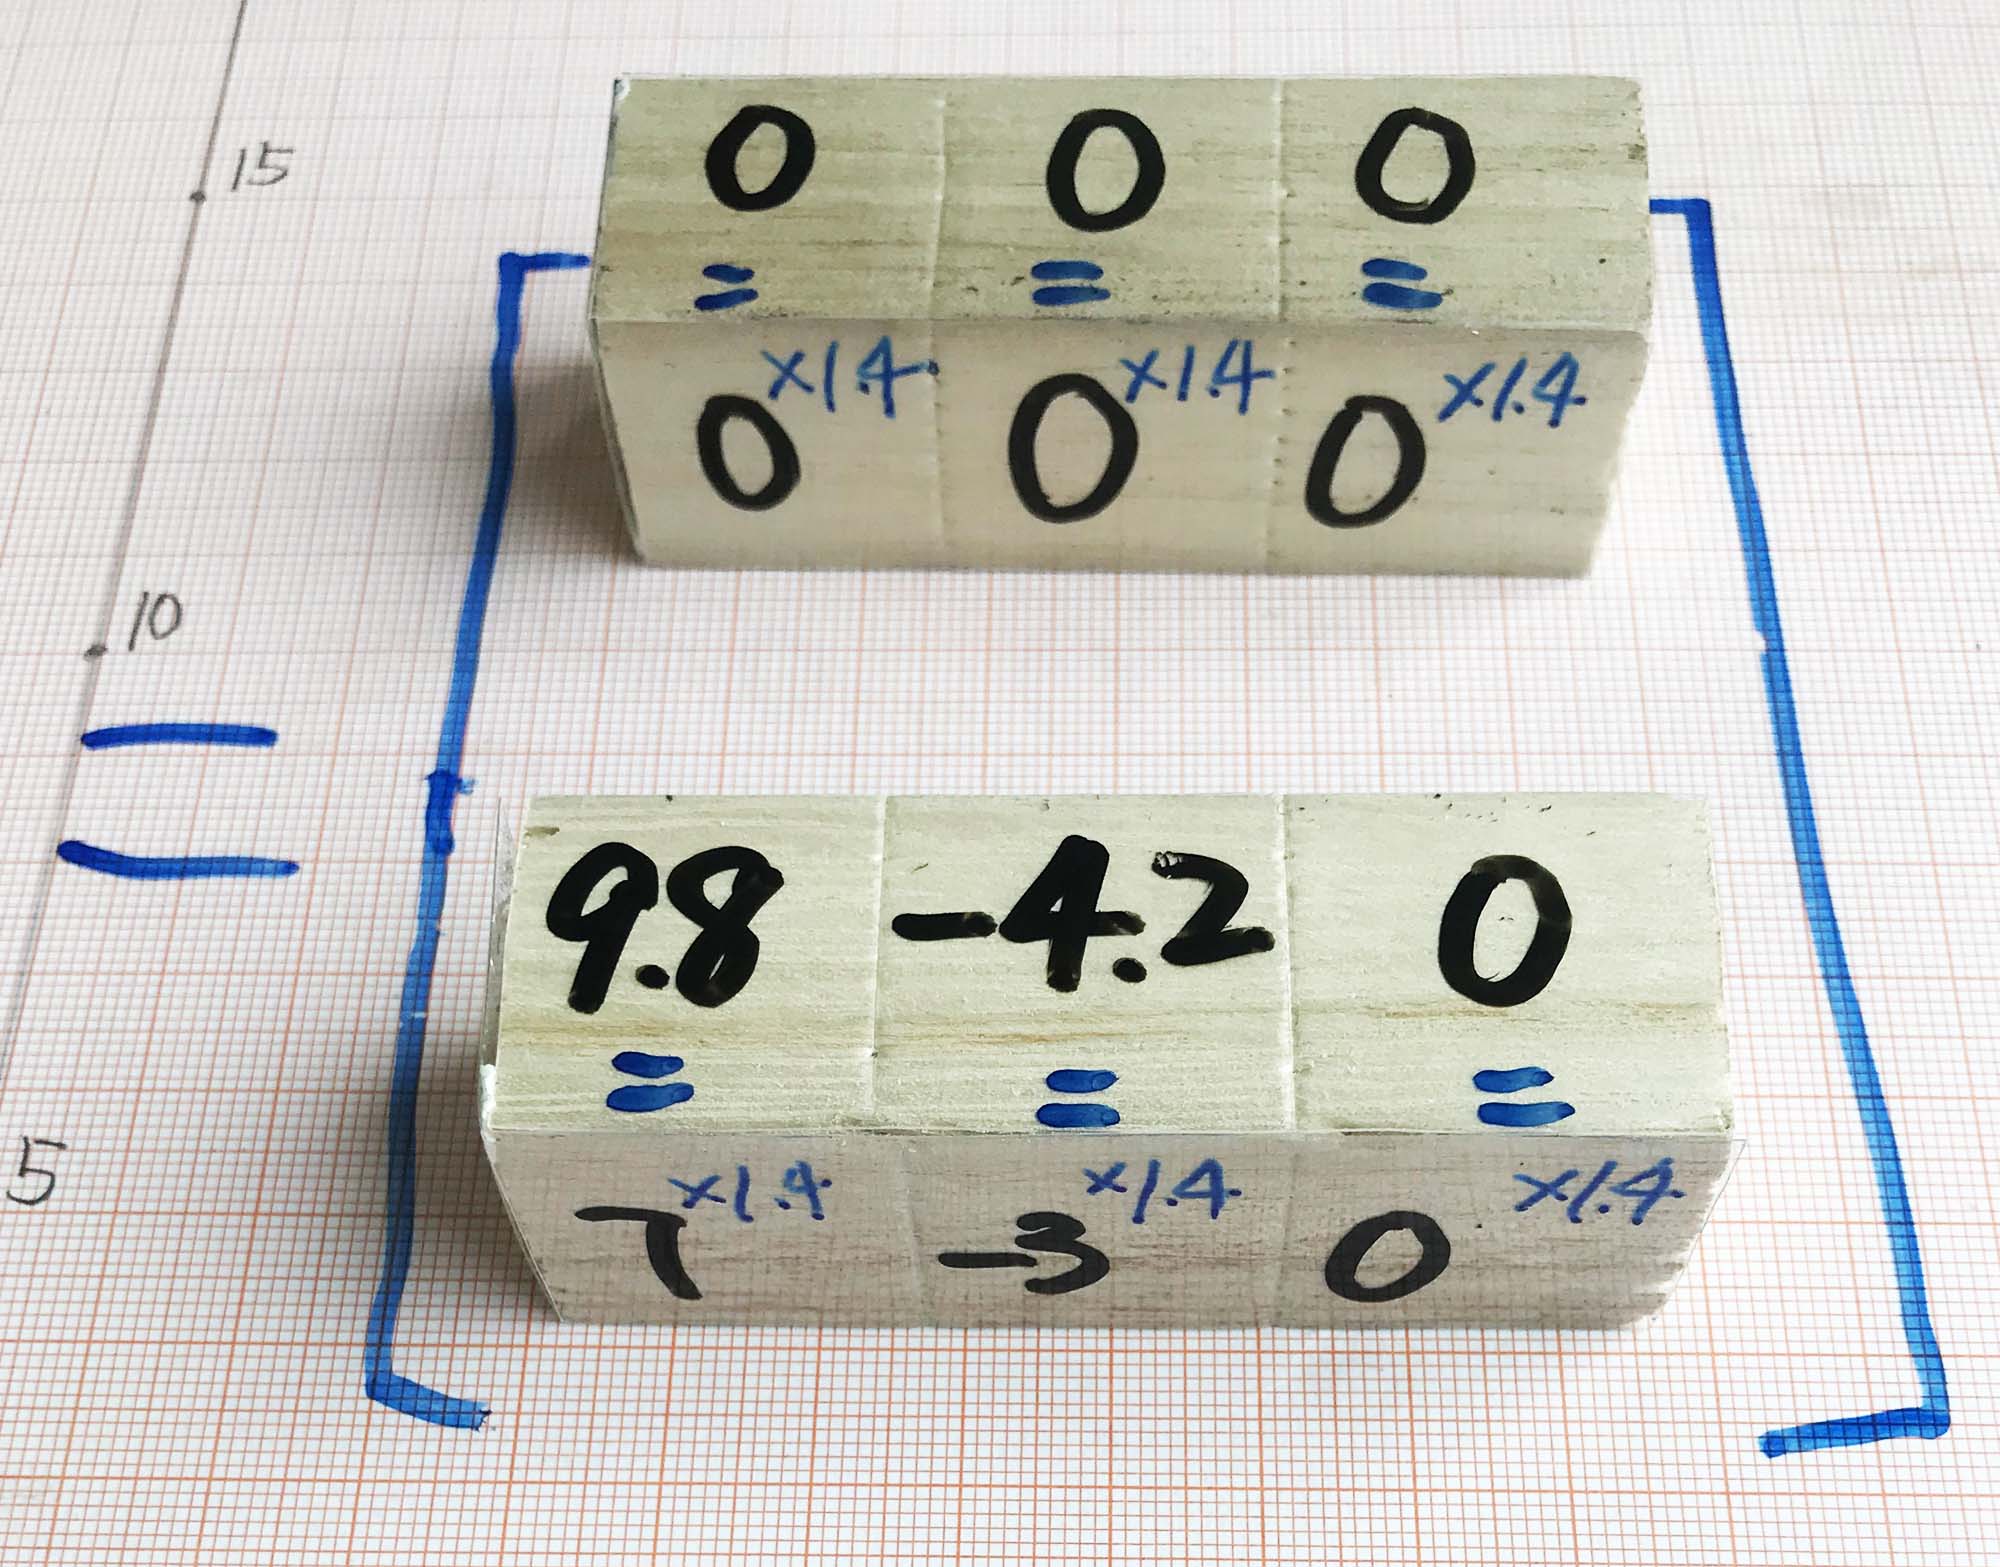 15
0 0 0
= = =
0 ×1.4 0 ×1.4 0 ×1.4
10
=
9.8 -4.2 0
= = =
7 ×1.4 -3 ×1.4 0 ×1.4
5